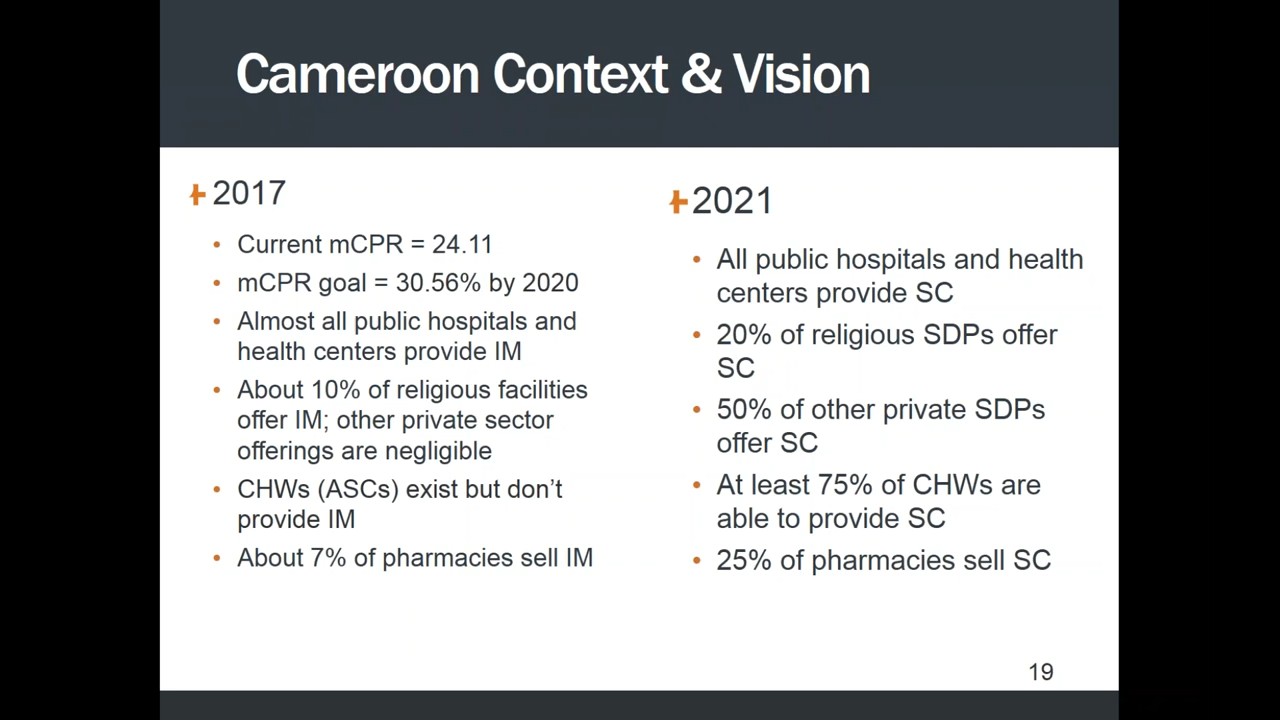 Cameroon Context & Vision
2017
• Current mCPR = 24.11
• mCPR goal = 30.56% by 2020
• Almost all public hospitals and
health centers provide IM
• About 10% of religious facilities
offer IM; other private sector
offerings are negligible
• CHWs (ASCs) exist but don’t
provide IM
• About 7% of pharmacies sell IM
2021
• All public hospitals and health
centers provide SC
• 20% of religious SDPs offer
SC
• 50% of other private SDPs
offer SC
• At least 75% of CHWs are
able to provide SC
• 25% of pharmacies sell SC
19